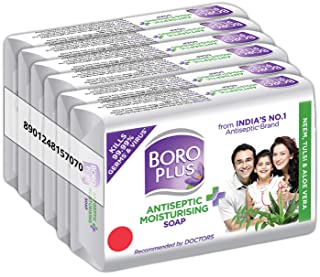 8901248157070
KILLS
99.99%
GERMS & VIRUS*
BORO
PLUS
ANTISEPTIC +
MOISTURISING
SOAP
Recommended by DOCTORS
from INDIA'S NO.1
Antiseptic Brand
NEEM, TULSI & ALOE VERA